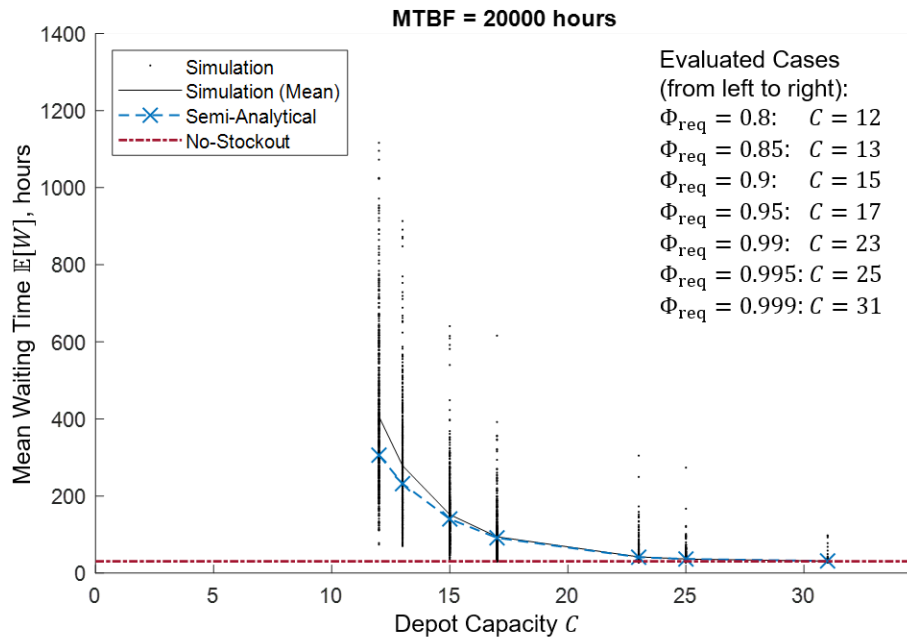 MTBF = 20000 hours
1400
1200
1000
800
600
400
200
0
Mean Waiting Time 𝔼[W], hours
Simulation
Simulation (Mean)
Semi-Analytical
No-Stockout
Evaluated Cases
(from left to right):
Φreq = 0.8: C = 12
Φreq = 0.85: C = 13
Φreq = 0.9: C = 15
Φreq = 0.95: C = 17
Φreq = 0.99: C = 23
Φreq = 0.995: C = 25
Φreq = 0.999: C = 31
0 5 10 15 20 25 30
Depot Capacity C